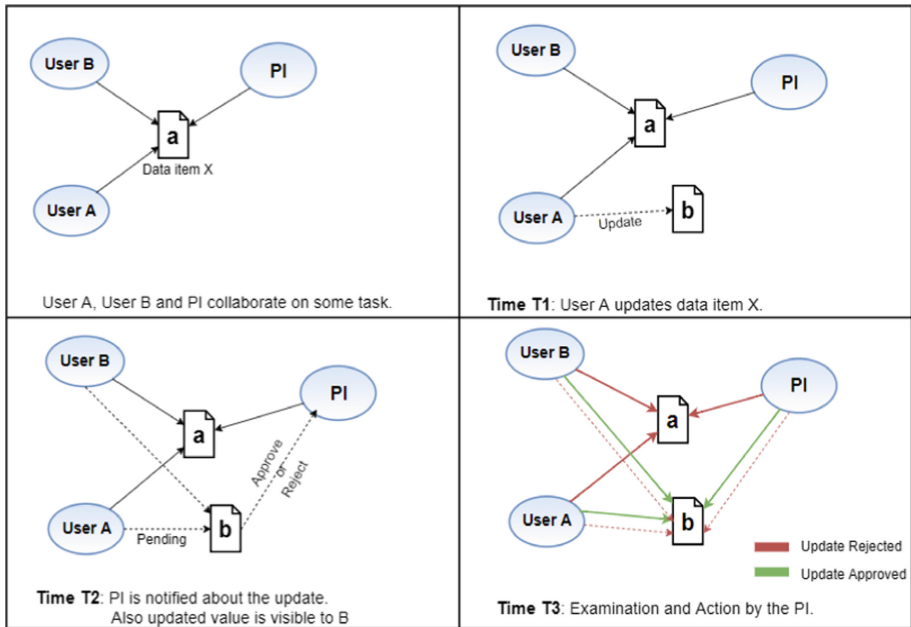 User B
PI
a
Data item X
User A
User A, User B and PI collaborate on some task.
User B
PI
a
b
User A
Update
Time T1: User A updates data item X.
User B
PI
a
Approve
or
Reject
User A
Pending
b
Time T2: PI is notified about the update.
Also updated value is visible to B
User B
PI
a
User A
b
Update Rejected
Update Approved
Time T3: Examination and Action by the PI.